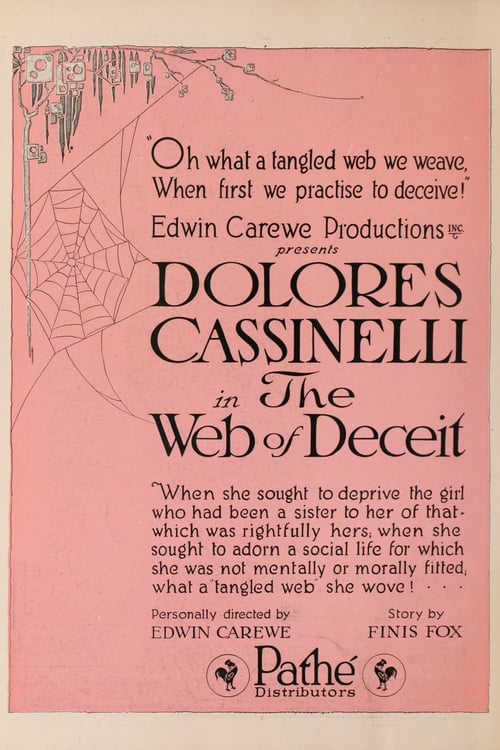 "Oh what a tangled web we weave,
When first we practise to deceive!"
Edwin Carewe Productions INC.
presents
DOLORES
CASSINELLI
in The
Web of Deceit
"When she sought to deprive the girl
who had been a sister to her of that-
which was rightfully hers; when she
sought to adorn a social life for which
she was not mentally or morally fitted;
what a "tangled web" she wove! . . .
Personally directed by
EDWIN CAREWE
Story by
FINIS FOX
Pathé
Distributors